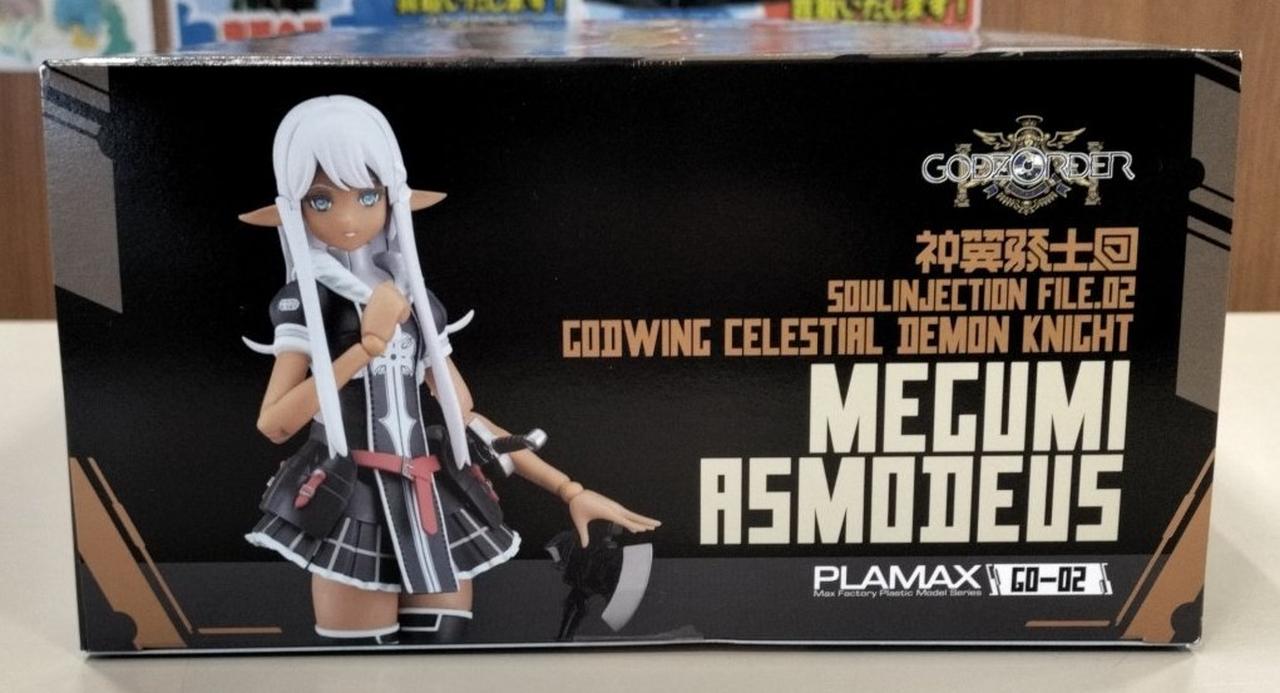 GODZ ORDER
神翼騎士団
SOULINJECTION FILE.02
GODWING CELESTIAL DEMON KNIGHT
MEGUMI
ASMODEUS
PLAMAX
Max Factory Plastic Model Series
GO-02